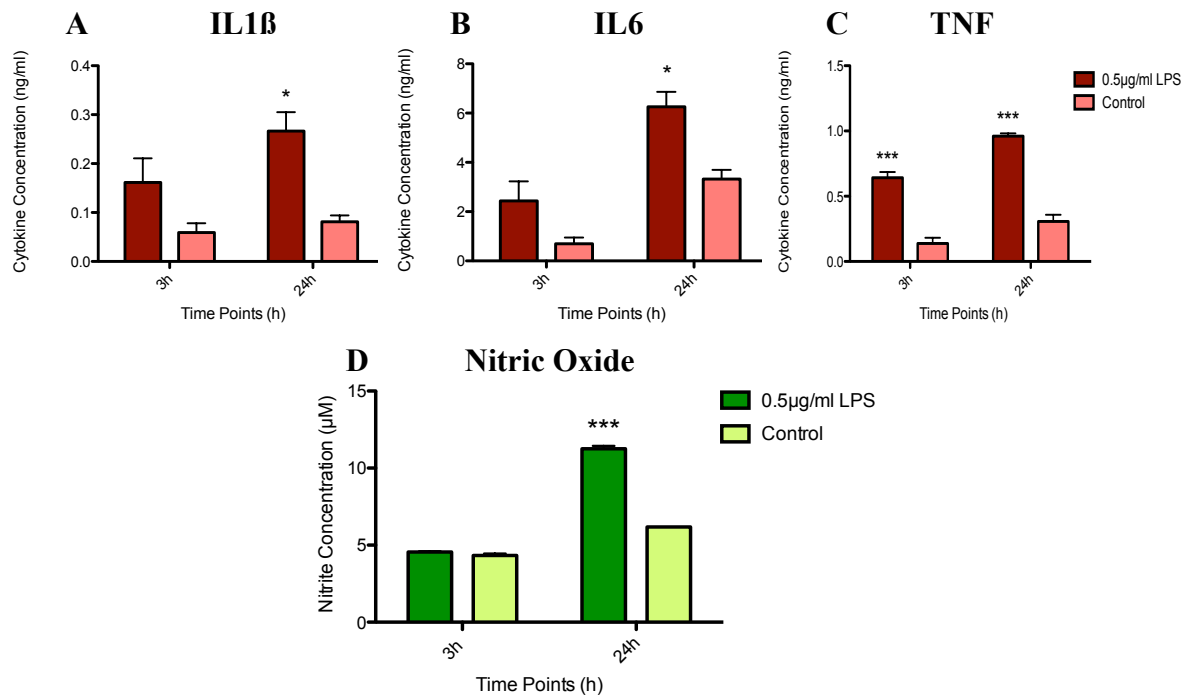 A IL1ß
Cytokine Concentration (ng/ml)
0.4
0.3
0.2
0.1
0.0
*
3h
24h
Time Points (h)
B IL6
Cytokine Concentration (ng/ml)
8
6
4
2
0
*
3h
24h
Time Points (h)
C TNF
Cytokine Concentration (ng/ml)
1.5
1.0
0.5
0.0
***
***
3h
24h
Time Points (h)
0.5µg/ml LPS
Control
D Nitric Oxide
Nitrite Concentration (µM)
15
10
5
0
***
3h
24h
Time Points (h)
0.5µg/ml LPS
Control